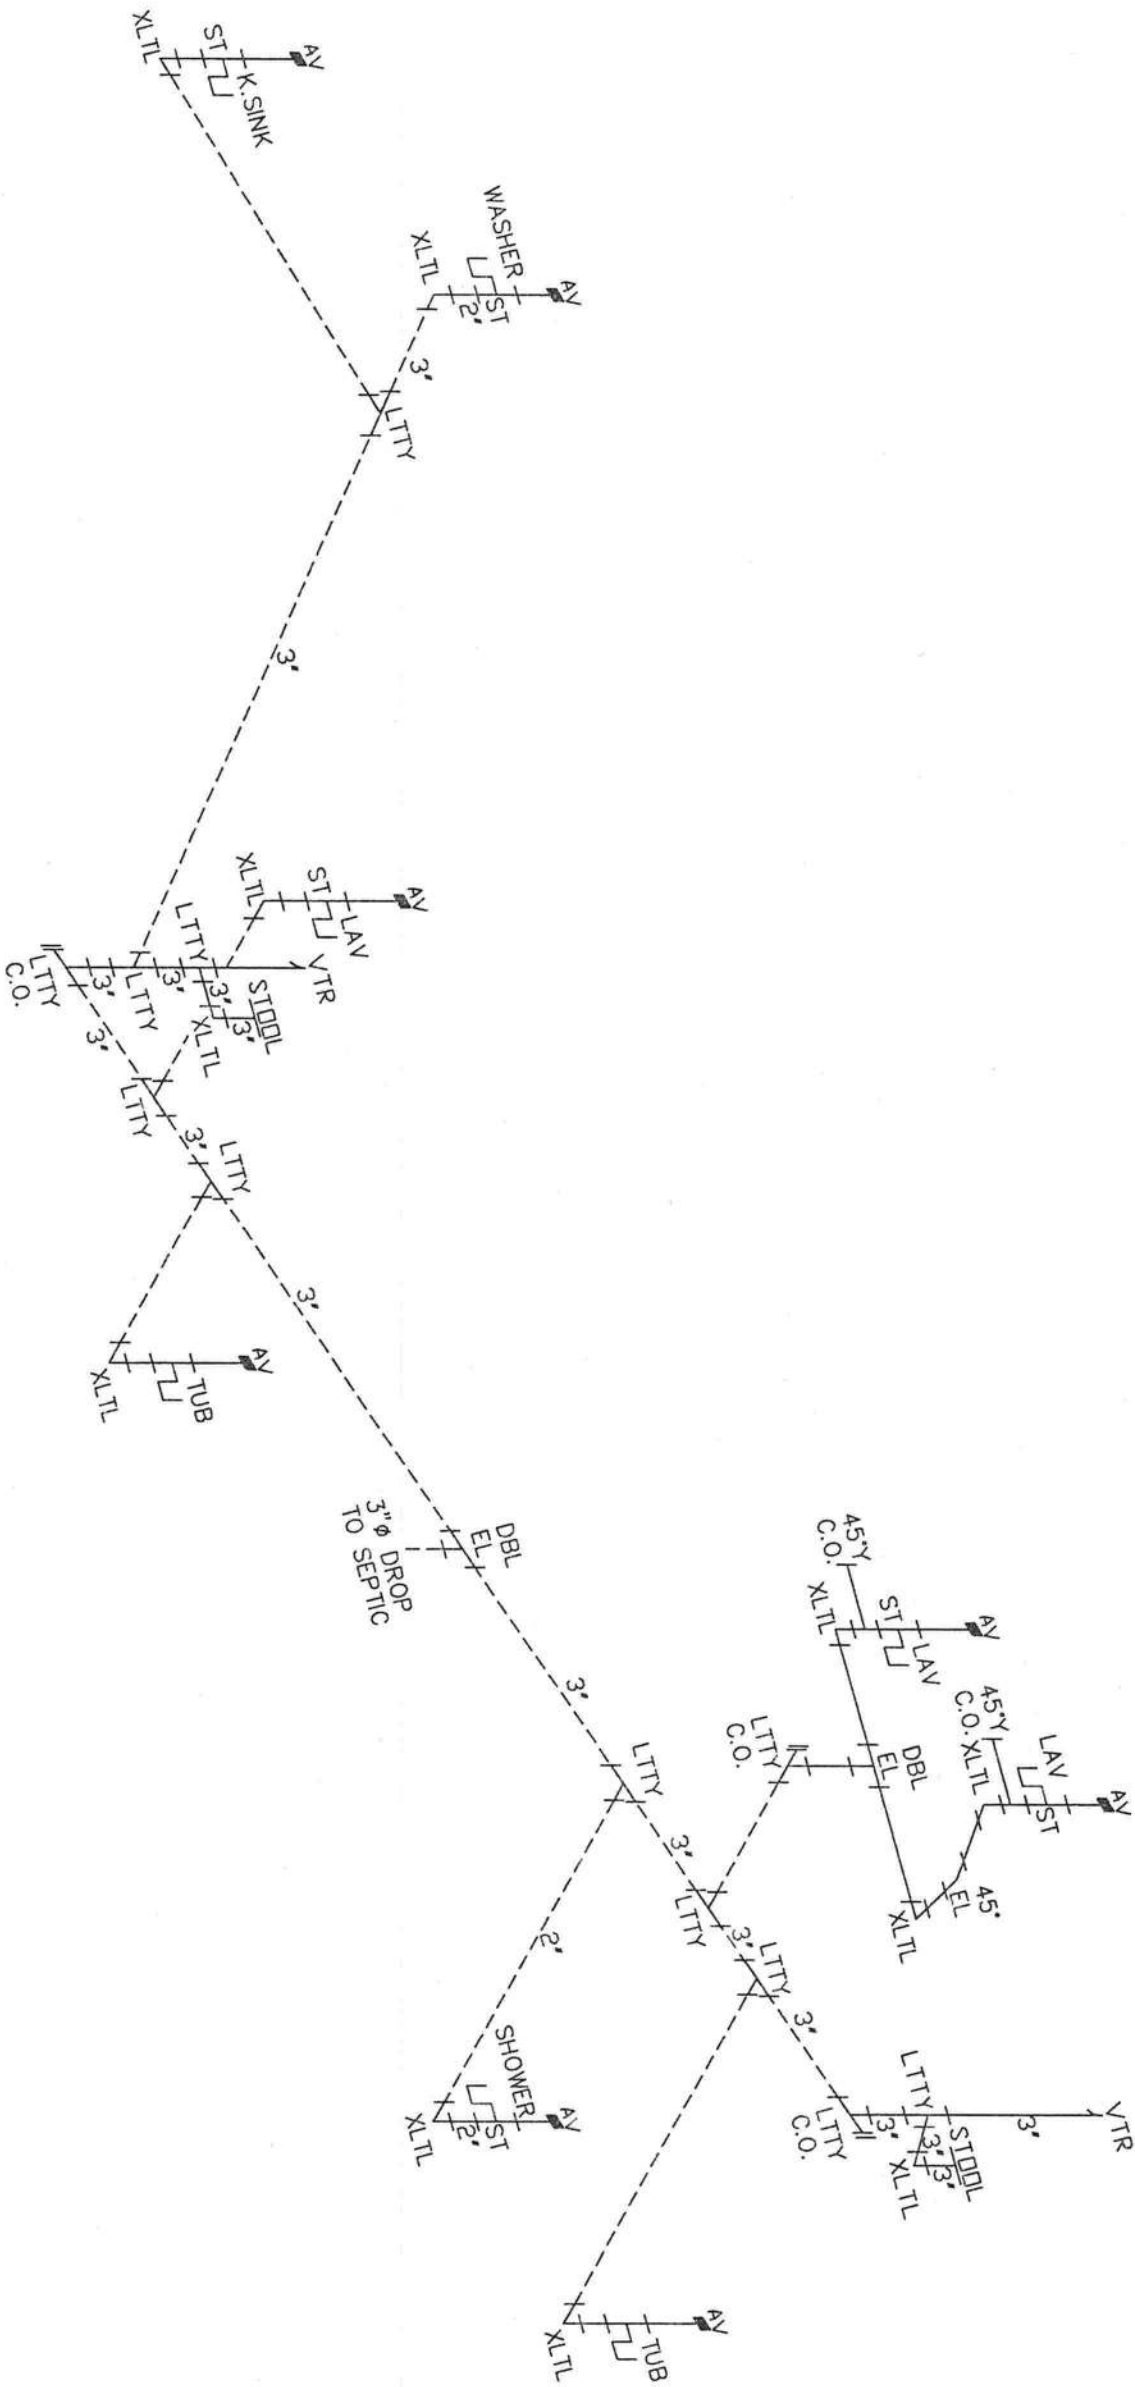 AV
ST
K.SINK
XLTL
AV
WASHER
ST
2"
XLTL
3"
LTTY
3"
AV
ST
LAV
XLTL
VTR
LTTY
STOOL
3"
3"
XLTL
3"
LTTY
3"
LTTY
C.O.
3"
LTTY
3"
LTTY
3"
AV
TUB
XLTL
DBL
EL
3"ø DROP
TO SEPTIC
3"
LTTY
2"
AV
SHOWER
ST
2"
XLTL
3"
LTTY
AV
ST
LAV
45°Y
C.O.
XLTL
DBL
EL
LTTY
C.O.
AV
LAV
ST
45°Y
C.O.
XLTL
45°
EL
XLTL
3"
LTTY
3"
VTR
3"
LTTY
STOOL
3"
3"
XLTL
3"
LTTY
C.O.
AV
TUB
XLTL